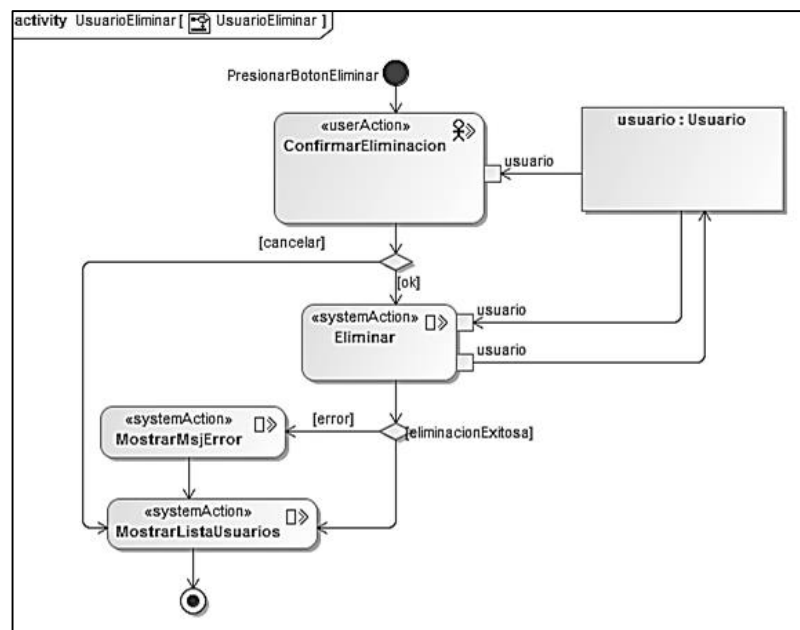 activity UsuarioEliminar [ UsuarioEliminar ]
PresionarBotonEliminar
«userAction»
ConfirmarEliminacion
usuario
usuario : Usuario
[cancelar]
[ok]
«systemAction»
Eliminar
usuario
usuario
[error]
[eliminacionExitosa]
«systemAction»
MostrarMsjError
«systemAction»
MostrarListaUsuarios